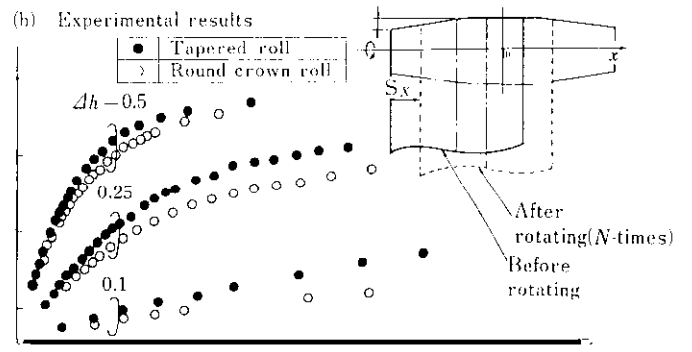 (b) Experimental results
● Tapered roll
○ Round crown roll
Δh=0.5
0.25
0.1
Sx
x
After
rotating(N-times)
Before
rotating